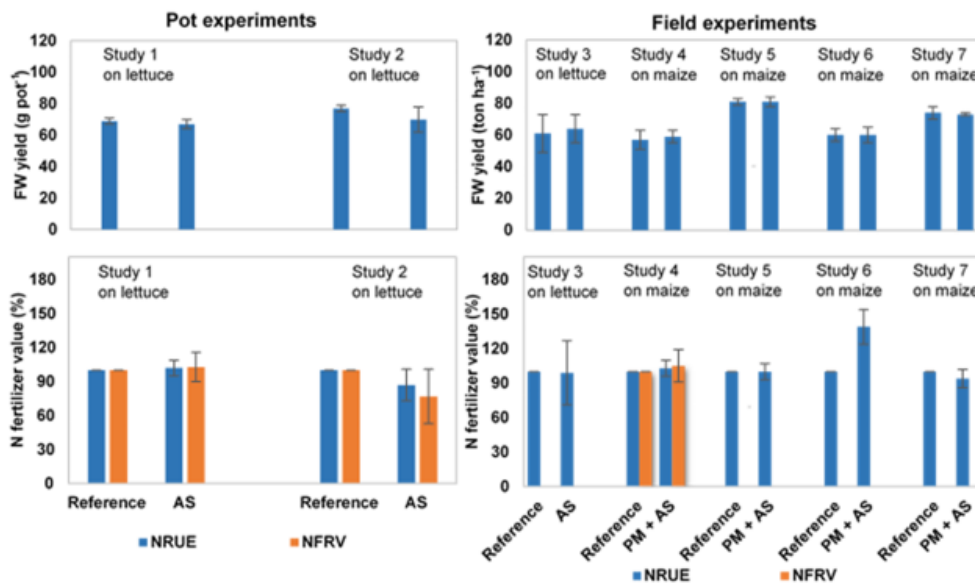 Pot experiments
FW yield (g pot⁻¹)
120
100
80
60
40
20
0
Study 1
on lettuce
Study 2
on lettuce
N fertilizer value (%)
180
150
120
90
60
30
0
Study 1
on lettuce
Study 2
on lettuce
Reference AS Reference AS
NRUE NFRV
Field experiments
FW yield (ton ha⁻¹)
120
100
80
60
40
20
0
Study 3
on lettuce
Study 4
on maize
Study 5
on maize
Study 6
on maize
Study 7
on maize
N fertilizer value (%)
180
150
120
90
60
30
0
Study 3
on lettuce
Study 4
on maize
Study 5
on maize
Study 6
on maize
Study 7
on maize
Reference
AS
Reference
PM + AS
Reference
PM + AS
Reference
PM + AS
Reference
PM + AS
NRUE NFRV